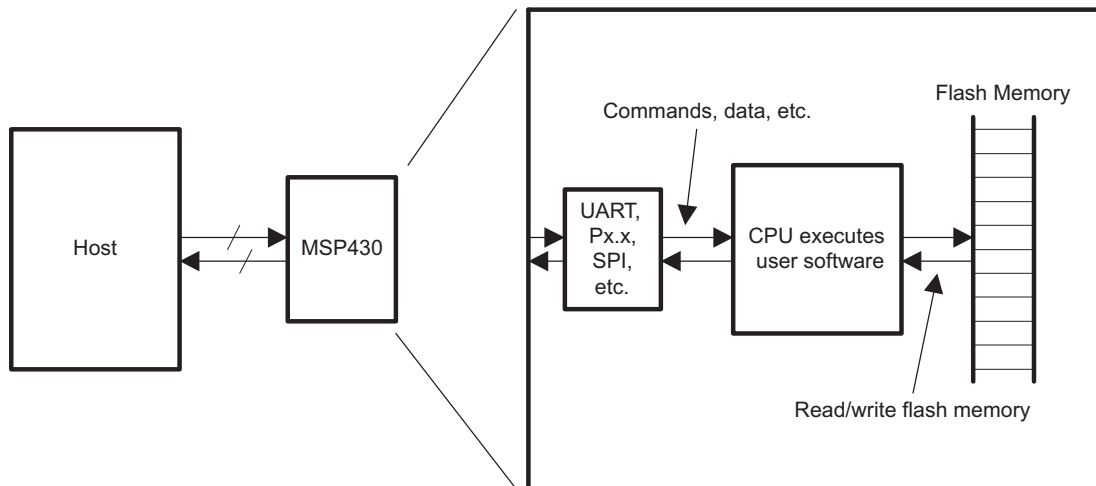 Host
MSP430
Commands, data, etc.
Flash Memory
UART,
Px.x,
SPI,
etc.
CPU executes
user software
Read/write flash memory